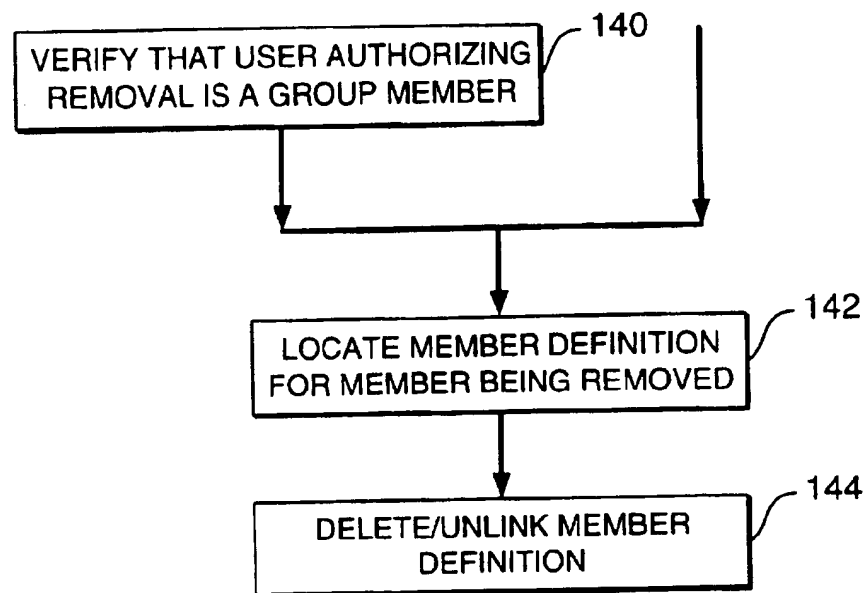 VERIFY THAT USER AUTHORIZING
REMOVAL IS A GROUP MEMBER
140
LOCATE MEMBER DEFINITION
FOR MEMBER BEING REMOVED
142
DELETE/UNLINK MEMBER
DEFINITION
144